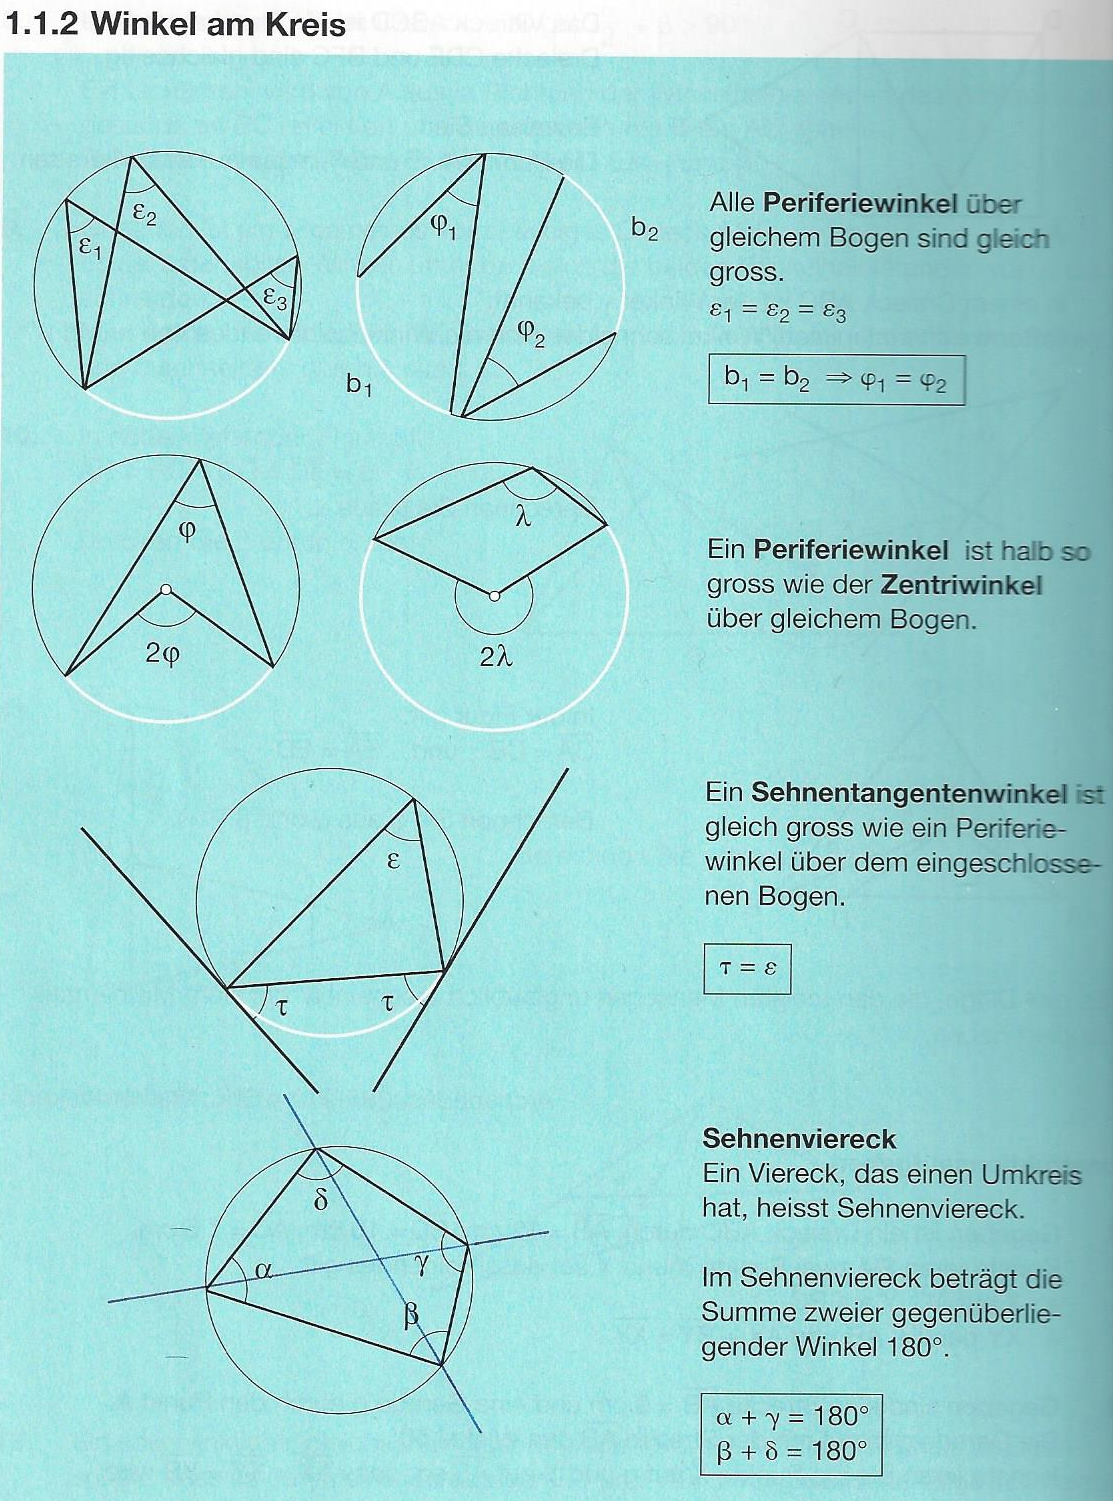 1.1.2 Winkel am Kreis
ε₁
ε₂
ε₃
φ₁
φ₂
b₁
b₂
Alle Periferiewinkel über
gleichem Bogen sind gleich
gross.
ε₁ = ε₂ = ε₃
b₁ = b₂ ⇒ φ₁ = φ₂
φ
2φ
λ
2λ
Ein Periferiewinkel ist halb so
gross wie der Zentriwinkel
über gleichem Bogen.
ε
τ
τ
Ein Sehnentangentenwinkel ist
gleich gross wie ein Periferie-
winkel über dem eingeschlosse-
nen Bogen.
τ = ε
δ
α
γ
β
Sehnenviereck
Ein Viereck, das einen Umkreis
hat, heisst Sehnenviereck.
Im Sehnenviereck beträgt die
Summe zweier gegenüberlie-
gender Winkel 180°.
α + γ = 180°
β + δ = 180°